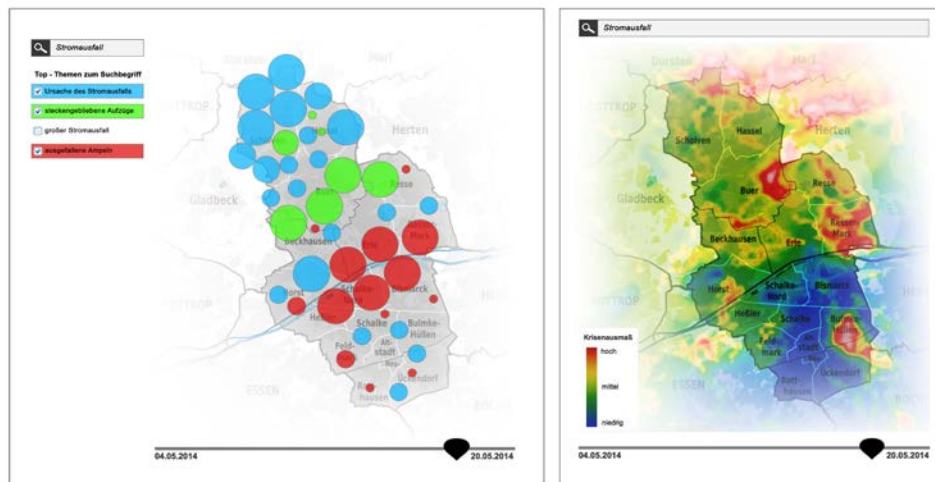 Stromausfall
Top - Themen zum Suchbegriff
Ursache des Stromausfalls
steckengebliebene Aufzüge
großer Stromausfall
ausgefallene Ampeln
Herten
Gladbeck
Resse
Beckhausen
Erle
Mark
Horst
Schalke-
Nord
Bismarck
Heßler
Schalke
Bulmke-
Hüllen
Alt-
stadt
Feld-
Ückendorf
hausen
ESSEN
04.05.2014
20.05.2014
Stromausfall
Dorsten
Marl
Herten
Hassel
Scholven
Gladbeck
Buer
Resse
Resser
Mark
Beckhausen
Erle
Horst
Schalke-
Nord
Bismarck
Heßler
Schalke
Bulmke-
Hüllen
Alt-
stadt
Feld-
mark
Ückendorf
Rott-
hausen
ESSEN
Krisenausmaß
hoch
mittel
niedrig
04.05.2014
20.05.2014